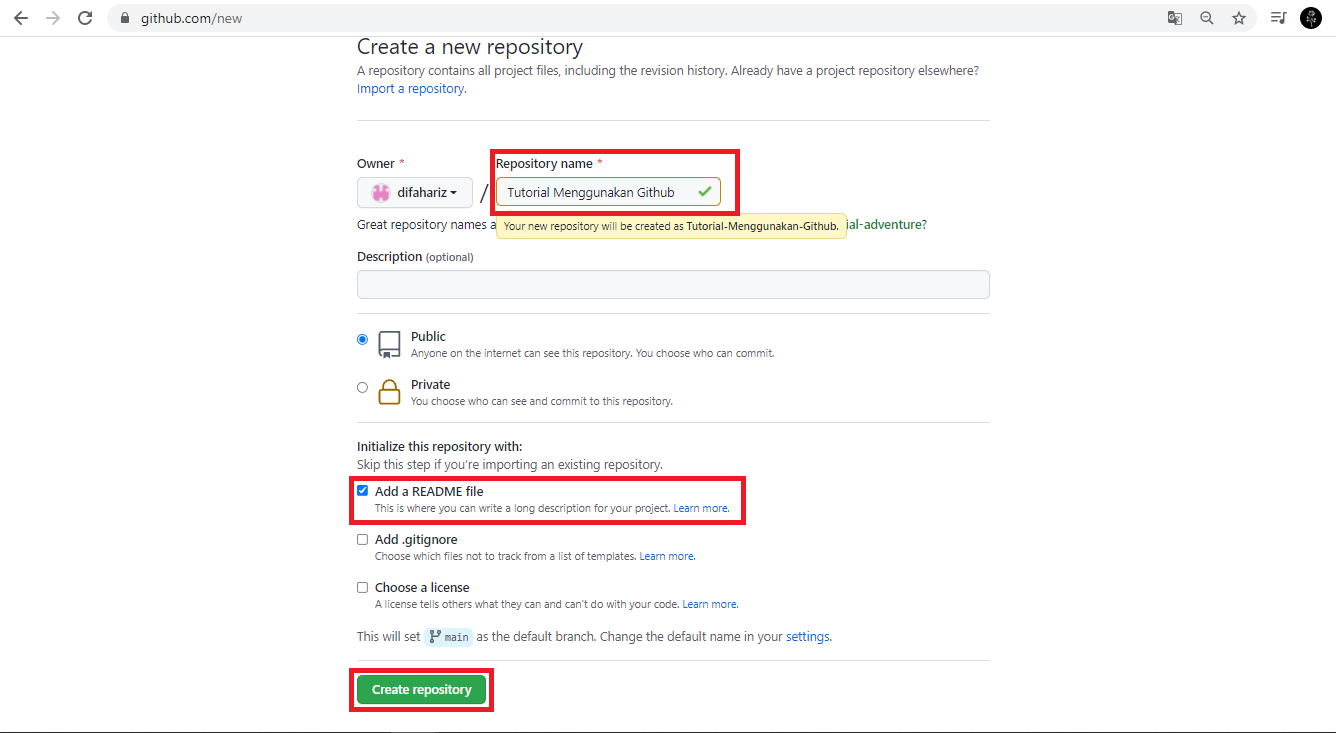 github.com/new
Create a new repository
A repository contains all project files, including the revision history. Already have a project repository elsewhere?
Import a repository.
Owner *
Repository name *
difahariz
/
Tutorial Menggunakan Github
Great repository names a
Your new repository will be created as Tutorial-Menggunakan-Github.
ial-adventure?
Description (optional)
Public
Anyone on the internet can see this repository. You choose who can commit.
Private
You choose who can see and commit to this repository.
Initialize this repository with:
Skip this step if you're importing an existing repository.
Add a README file
This is where you can write a long description for your project. Learn more.
Add .gitignore
Choose which files not to track from a list of templates. Learn more.
Choose a license
A license tells others what they can and can't do with your code. Learn more.
This will set main as the default branch. Change the default name in your settings.
Create repository